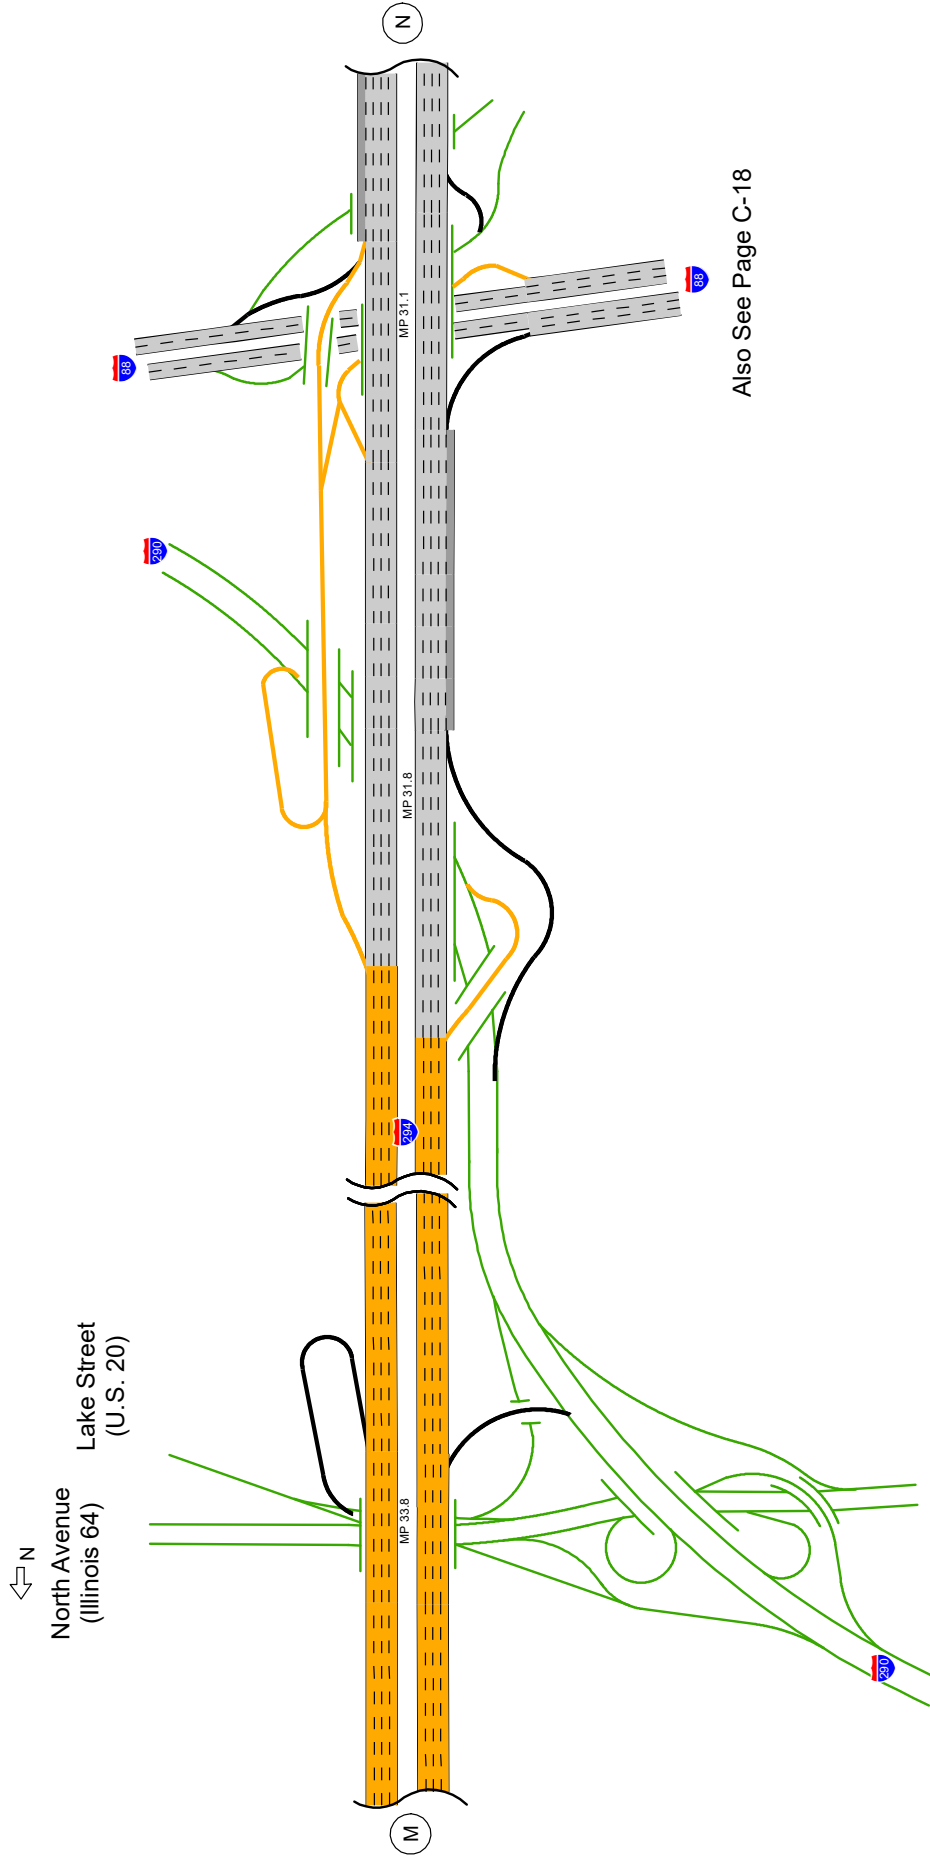 N
North Avenue
(Illinois 64)
Lake Street
(U.S. 20)
M
MP 33.8
290
294
MP 31.8
290
88
MP 31.1
88
Also See Page C-18
N